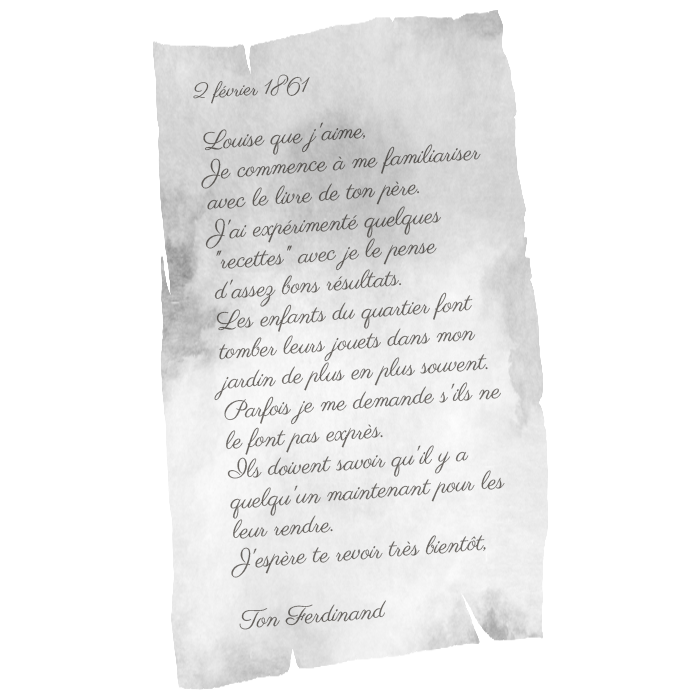 2 février 1861
Louise que j'aime.
Je commence à me familiariser
avec le livre de ton père.
J'ai expérimenté quelques
"recettes" avec je le pense
d'assez bons résultats.
Les enfants du quartier font
tomber leurs jouets dans mon
jardin de plus en plus souvent.
Parfois je me demande s'ils ne
le font pas exprès.
Ils doivent savoir qu'il y a
quelqu'un maintenant pour les
leur rendre.
J'espère te revoir très bientôt,
Ton Ferdinand